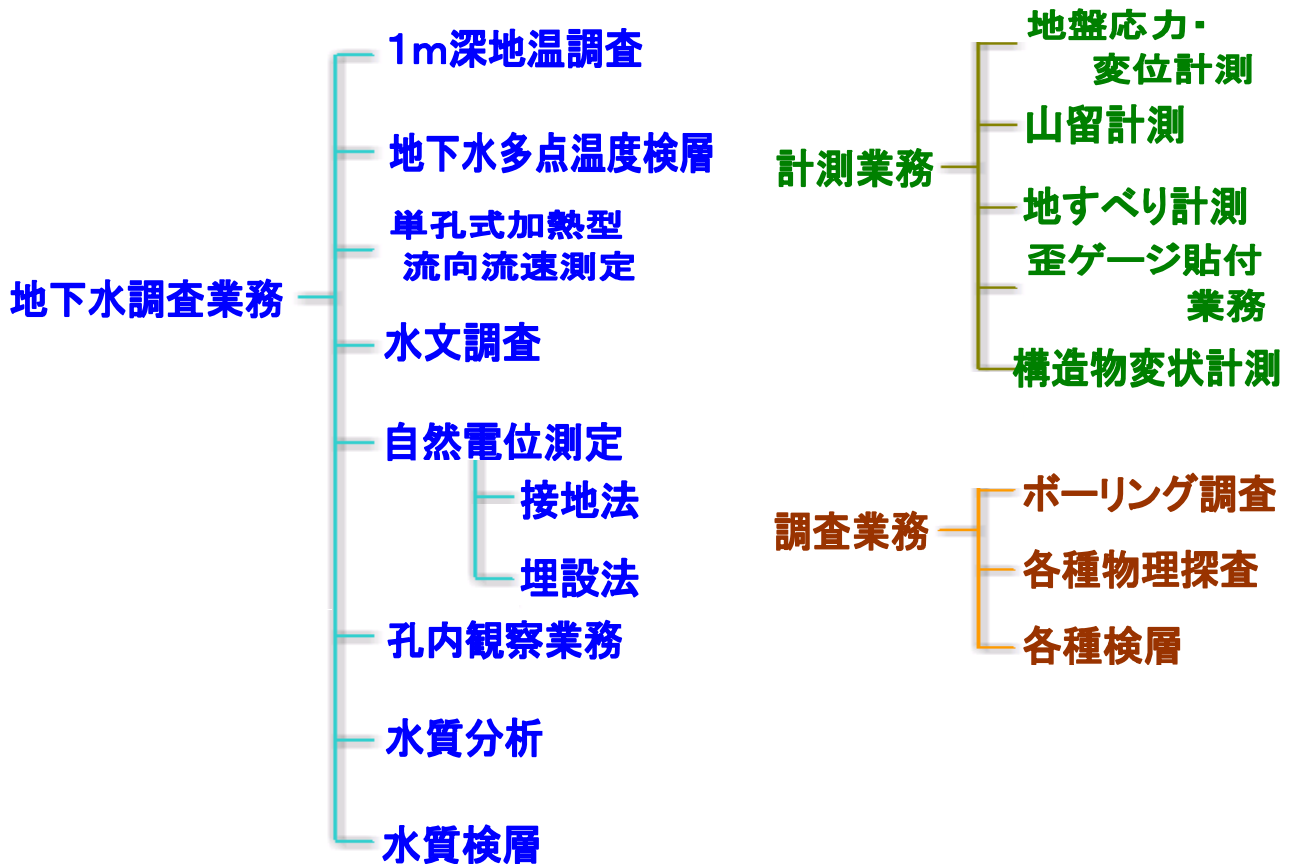 地下水調査業務
1m深地温調査
地下水多点温度検層
単孔式加熱型
流向流速測定
水文調査
自然電位測定
接地法
埋設法
孔内観察業務
水質分析
水質検層
計測業務
地盤応力・
変位計測
山留計測
地すべり計測
歪ゲージ貼付
業務
構造物変状計測
調査業務
ボーリング調査
各種物理探査
各種検層